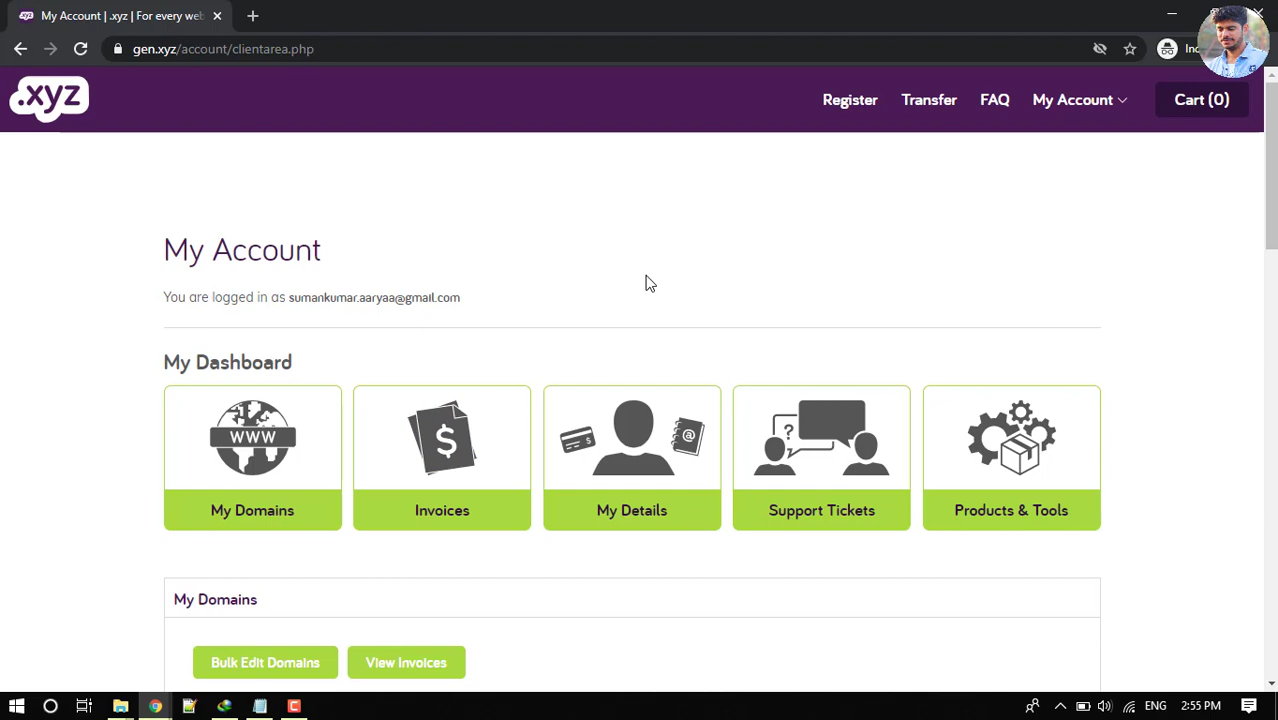 My Account | .xyz | For every web
gen.xyz/account/clientarea.php
.xyz
Register
Transfer
FAQ
My Account
Cart (0)
My Account
You are logged in as sumankumar.aaryaa@gmail.com
My Dashboard
WWW
$
$
@
?
My Domains
Invoices
My Details
Support Tickets
Products & Tools
My Domains
Bulk Edit Domains
View Invoices
ENG
2:55 PM